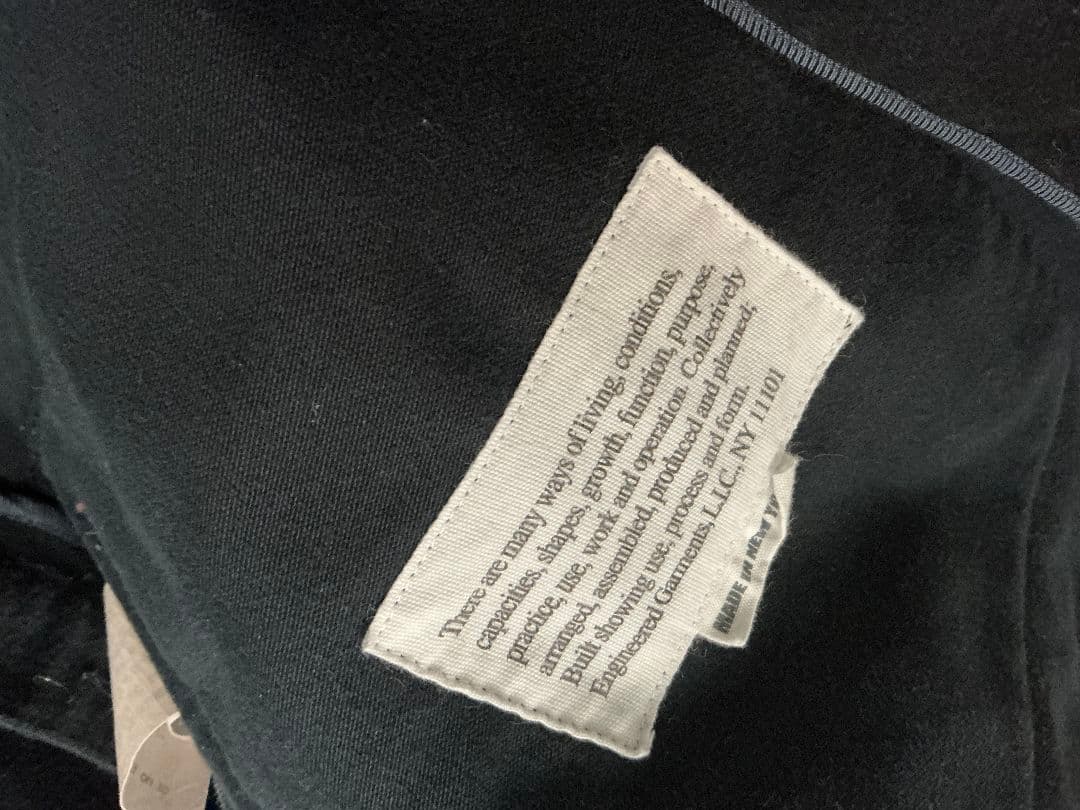 There are many ways of living, conditions,
capacities, shapes, growth, function, purpose,
practice, use, work and operation. Collectively
arranged, assembled, produced and planned;
Built showing use, process and form.
Engineered Garments, LLC., NY 11101
MADE IN NEW